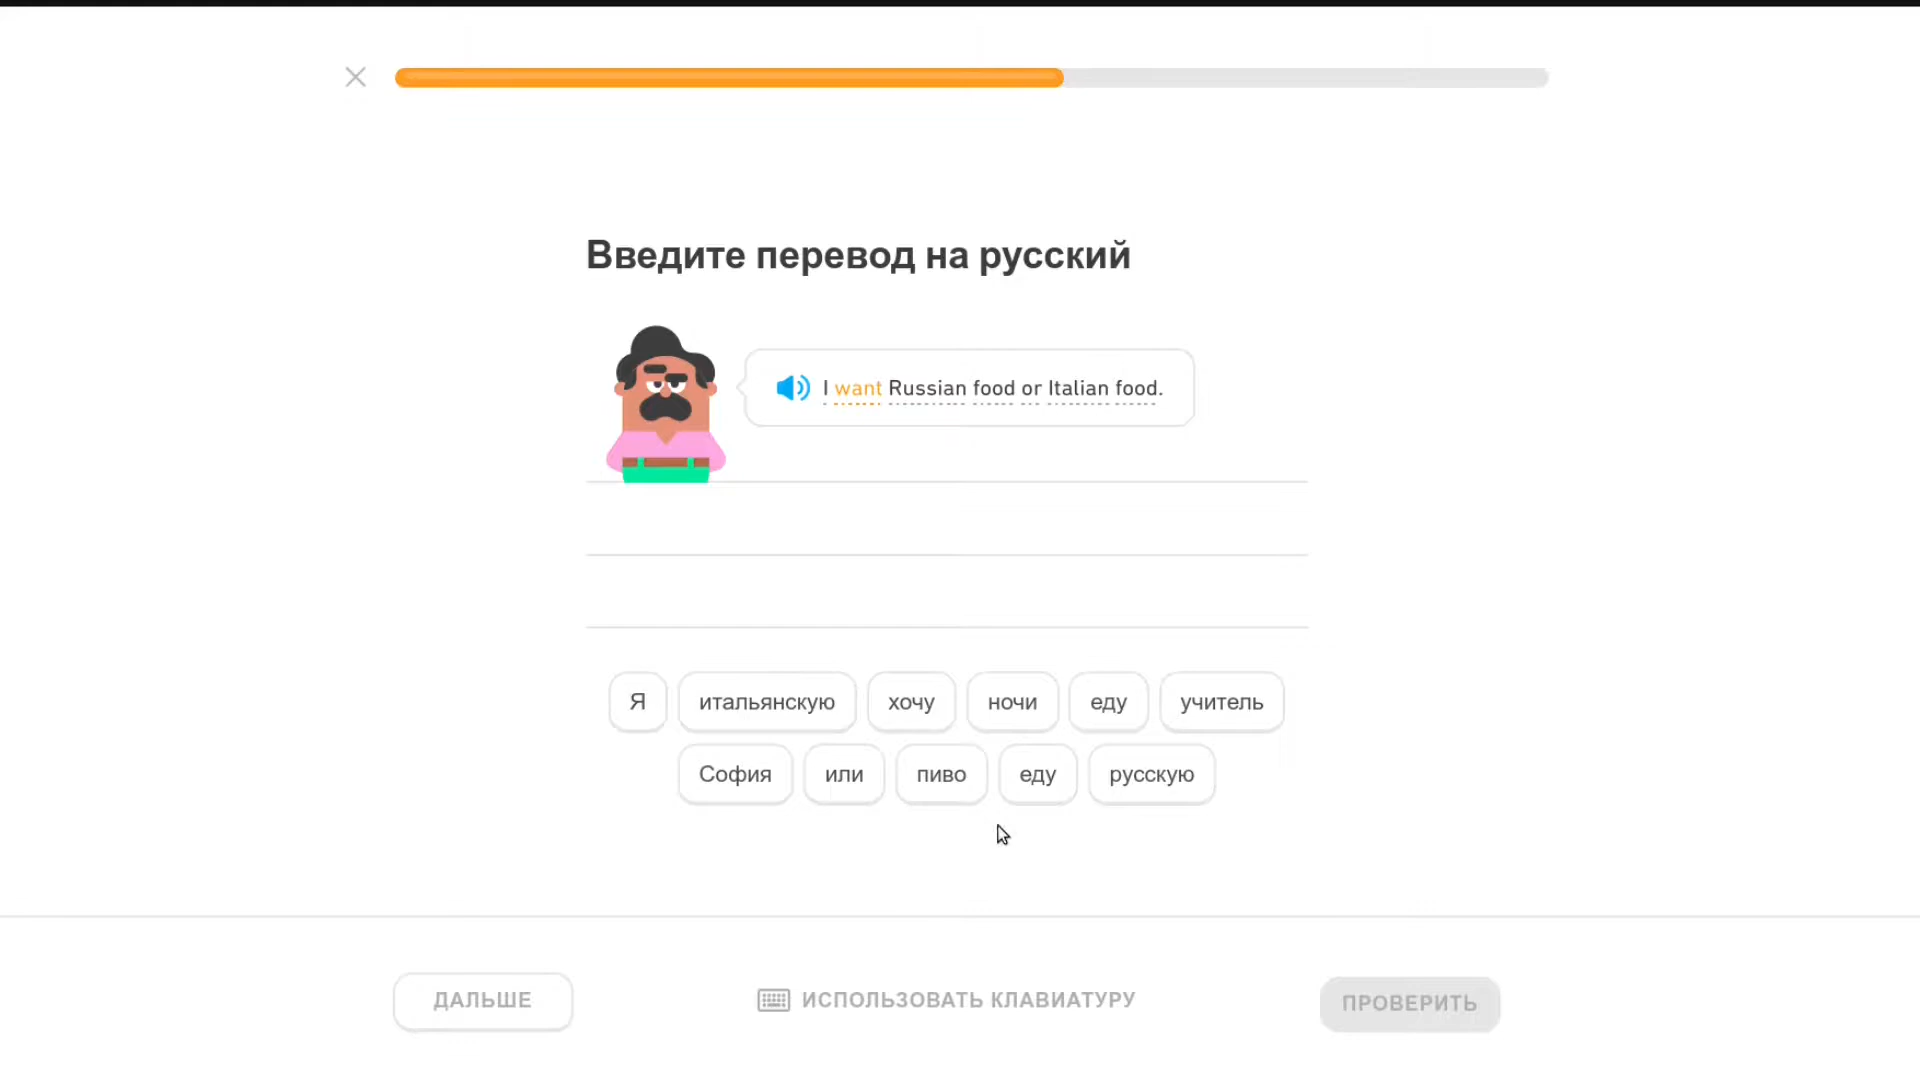 Введите перевод на русский
I want Russian food or Italian food.
Я итальянскую хочу ночи еду учитель
София или пиво еду русскую
ДАЛЬШЕ ИСПОЛЬЗОВАТЬ КЛАВИАТУРУ ПРОВЕРИТЬ